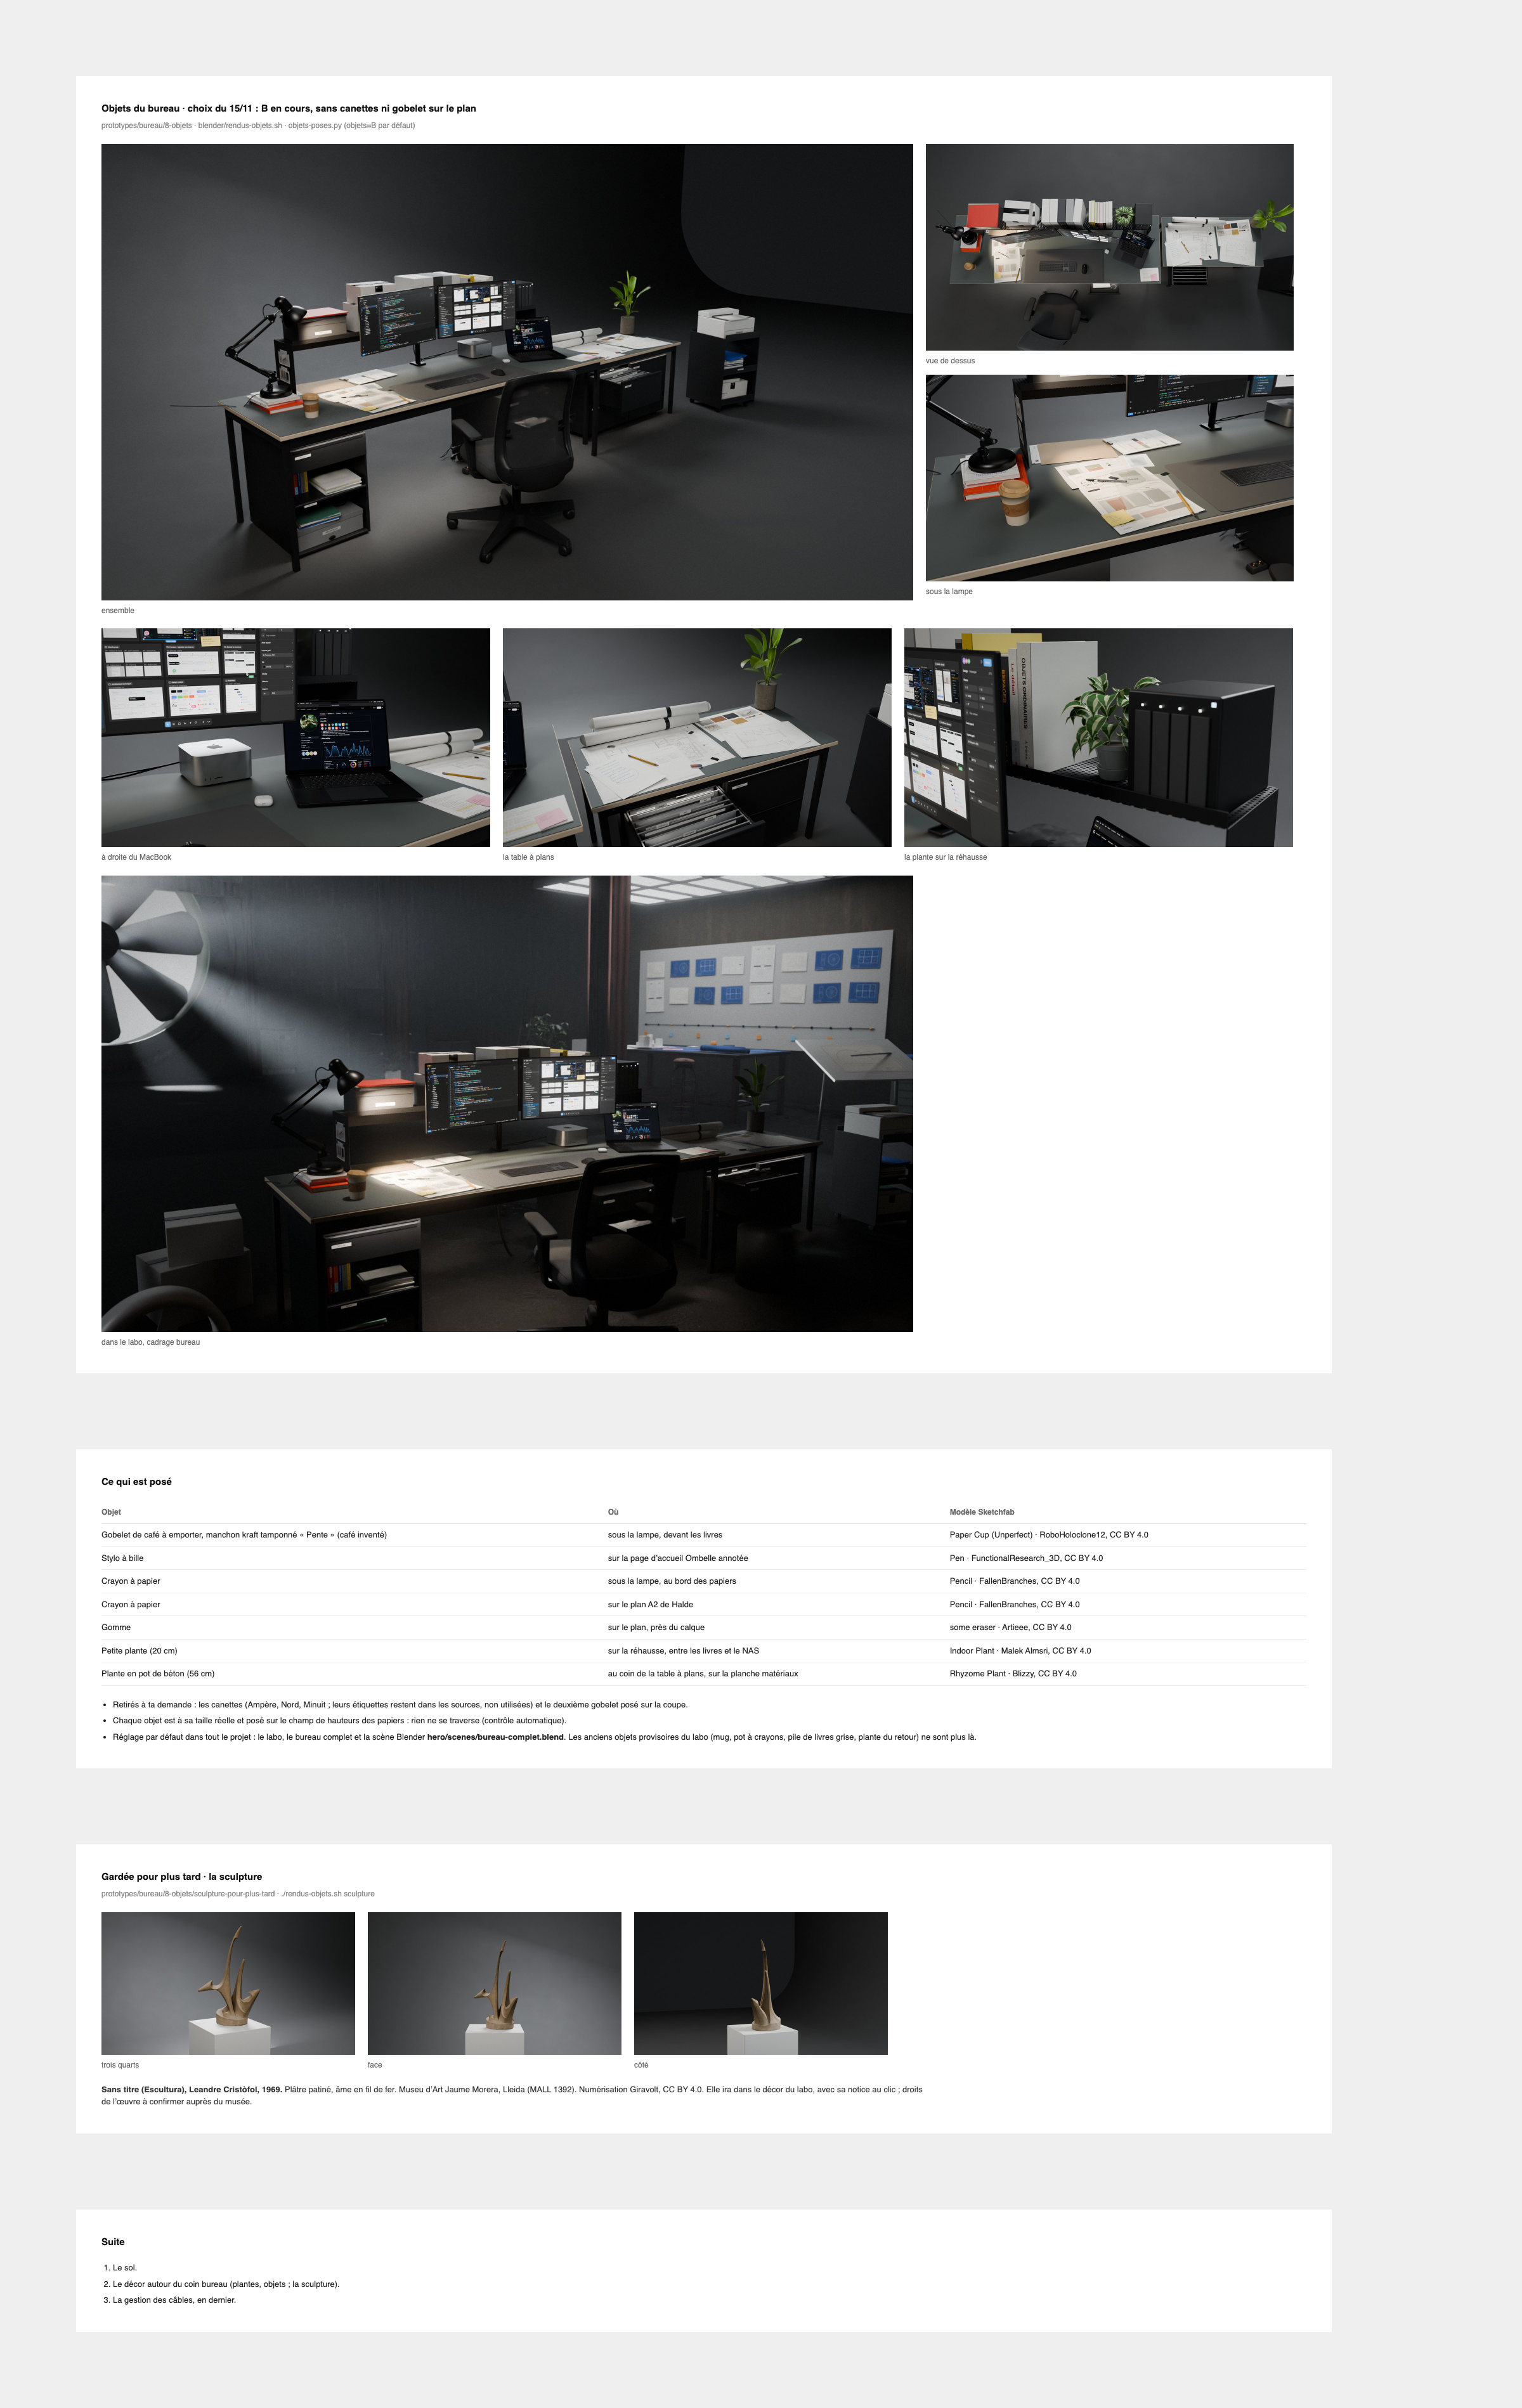 Objets du bureau · choix du 15/11 : B en cours, sans canettes ni gobelet sur le plan
prototypes/bureau/8-objets · blender/rendus-objets.sh · objets-poses.py (objets=B par défaut)
ensemble
vue de dessus
sous la lampe
OBJETS ORDINAIRES
à droite du MacBook
la table à plans
la plante sur la réhausse
dans le labo, cadrage bureau
Ce qui est posé
Objet Où Modèle Sketchfab
Gobelet de café à emporter, manchon kraft tamponné « Pente » (café inventé) sous la lampe, devant les livres Paper Cup (Unperfect) · RoboHoloclone12, CC BY 4.0
Stylo à bille sur la page d’accueil Ombelle annotée Pen · FunctionalResearch_3D, CC BY 4.0
Crayon à papier sous la lampe, au bord des papiers Pencil · FallenBranches, CC BY 4.0
Crayon à papier sur le plan A2 de Halde Pencil · FallenBranches, CC BY 4.0
Gomme sur le plan, près du calque some eraser · Artieee, CC BY 4.0
Petite plante (20 cm) sur la réhausse, entre les livres et le NAS Indoor Plant · Malek Almsri, CC BY 4.0
Plante en pot de béton (56 cm) au coin de la table à plans, sur la planche matériaux Rhyzome Plant · Blizzy, CC BY 4.0
• Retirés à ta demande : les canettes (Ampère, Nord, Minuit ; leurs étiquettes restent dans les sources, non utilisées) et le deuxième gobelet posé sur la coupe.
• Chaque objet est à sa taille réelle et posé sur le champ de hauteurs des papiers : rien ne se traverse (contrôle automatique).
• Réglage par défaut dans tout le projet : le labo, le bureau complet et la scène Blender hero/scenes/bureau-complet.blend. Les anciens objets provisoires du labo (mug, pot à crayons, pile de livres grise, plante du retour) ne sont plus là.
Gardée pour plus tard · la sculpture
prototypes/bureau/8-objets/sculpture-pour-plus-tard · ./rendus-objets.sh sculpture
trois quarts
face
côté
Sans titre (Escultura), Leandre Cristòfol, 1969. Plâtre patiné, âme en fil de fer. Museu d’Art Jaume Morera, Lleida (MALL 1392). Numérisation Giravolt, CC BY 4.0. Elle ira dans le décor du labo, avec sa notice au clic ; droits
de l’œuvre à confirmer auprès du musée.
Suite
1. Le sol.
2. Le décor autour du coin bureau (plantes, objets ; la sculpture).
3. La gestion des câbles, en dernier.